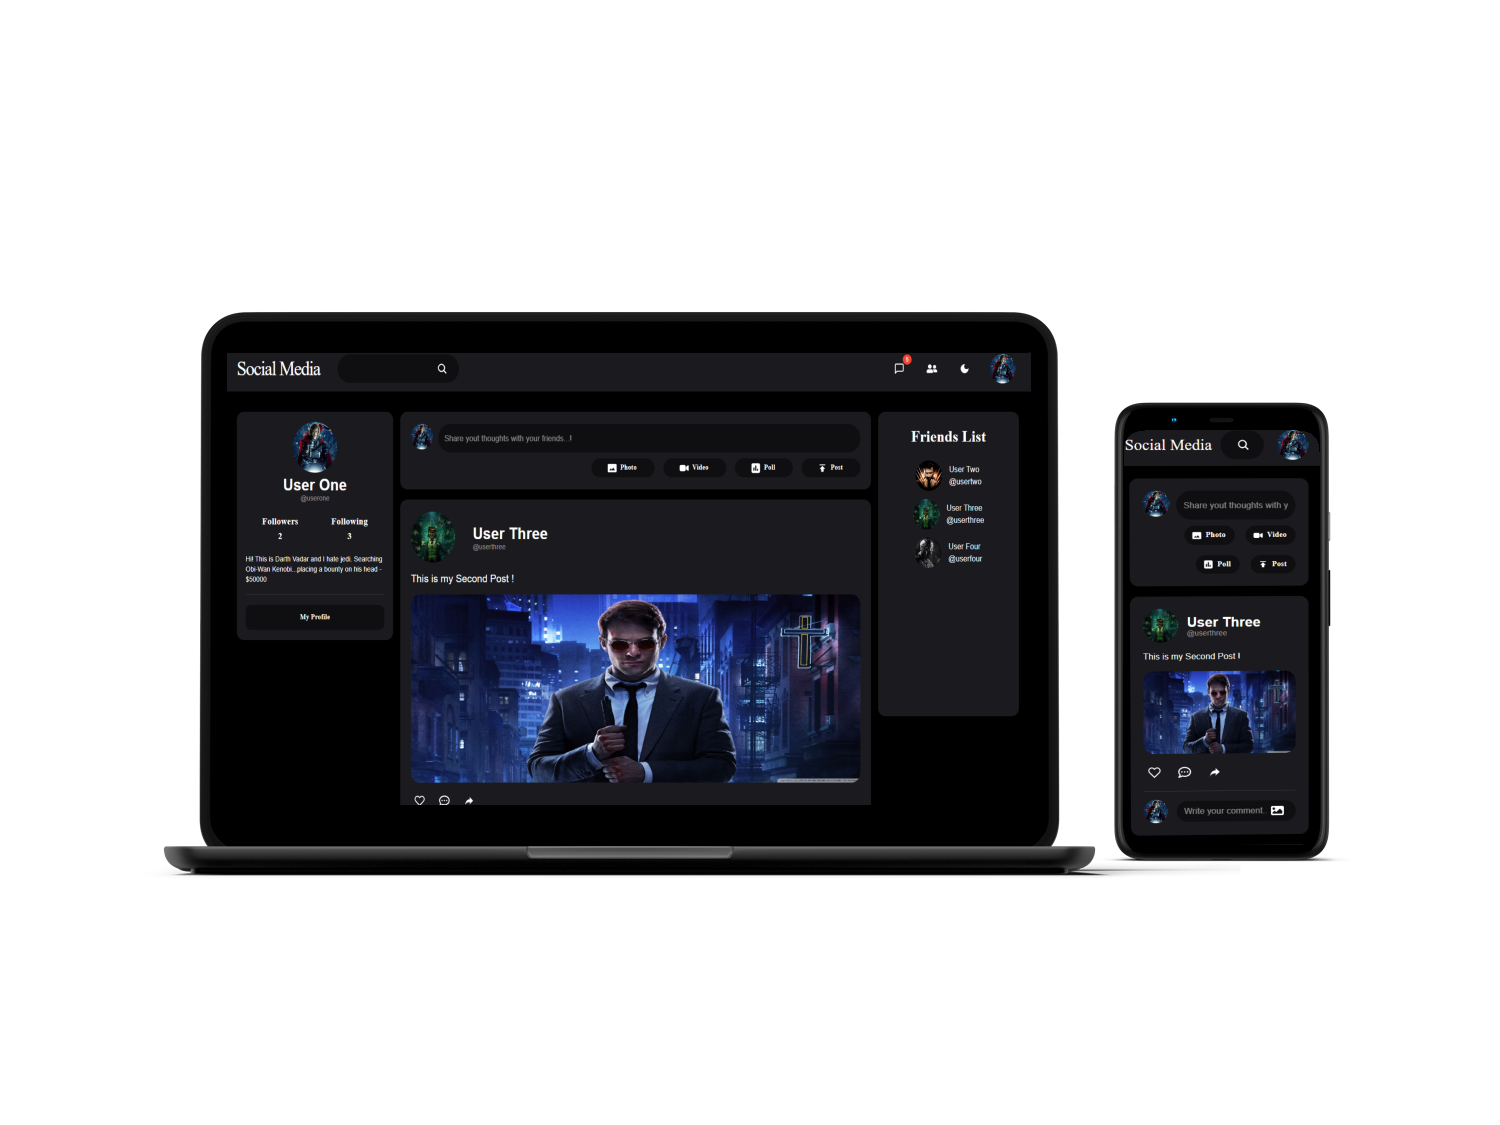 Social Media
5
User One
@userone
Followers
Following
2
3
Hi! This is Darth Vadar and I hate jedi. Searching
Obi-Wan Kenobi...placing a bounty on his head -
$50000
My Profile
Share yout thoughts with your friends...!
Photo
Video
Poll
Post
User Three
@userthree
This is my Second Post !
Friends List
User Two
@usertwo
User Three
@userthree
User Four
@userfour
Social Media
Share yout thoughts with y
Photo
Video
Poll
Post
User Three
@userthree
This is my Second Post !
Write your comment